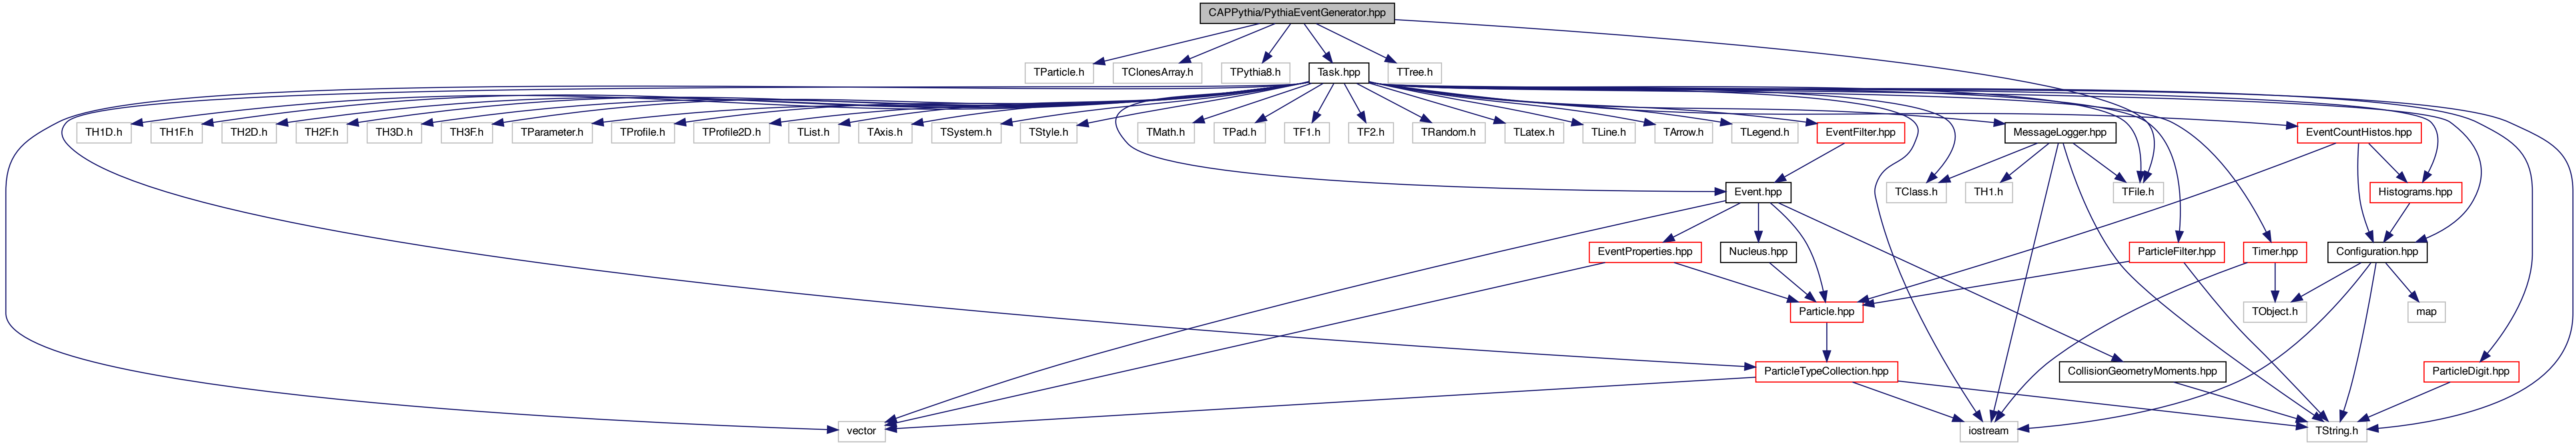 CAPPythia/PythiaEventGenerator.hpp
TParticle.h
TClonesArray.h
TPythia8.h
Task.hpp
TTree.h
TH1D.h
TH1F.h
TH2D.h
TH2F.h
TH3D.h
TH3F.h
TParameter.h
TProfile.h
TProfile2D.h
TList.h
TAxis.h
TSystem.h
TStyle.h
TMath.h
TPad.h
TF1.h
TF2.h
TRandom.h
TLatex.h
TLine.h
TArrow.h
TLegend.h
EventFilter.hpp
MessageLogger.hpp
EventCountHistos.hpp
Event.hpp
TClass.h
TH1.h
TFile.h
Histograms.hpp
EventProperties.hpp
Nucleus.hpp
ParticleFilter.hpp
Timer.hpp
Configuration.hpp
Particle.hpp
TObject.h
map
ParticleTypeCollection.hpp
CollisionGeometryMoments.hpp
ParticleDigit.hpp
vector
iostream
TString.h